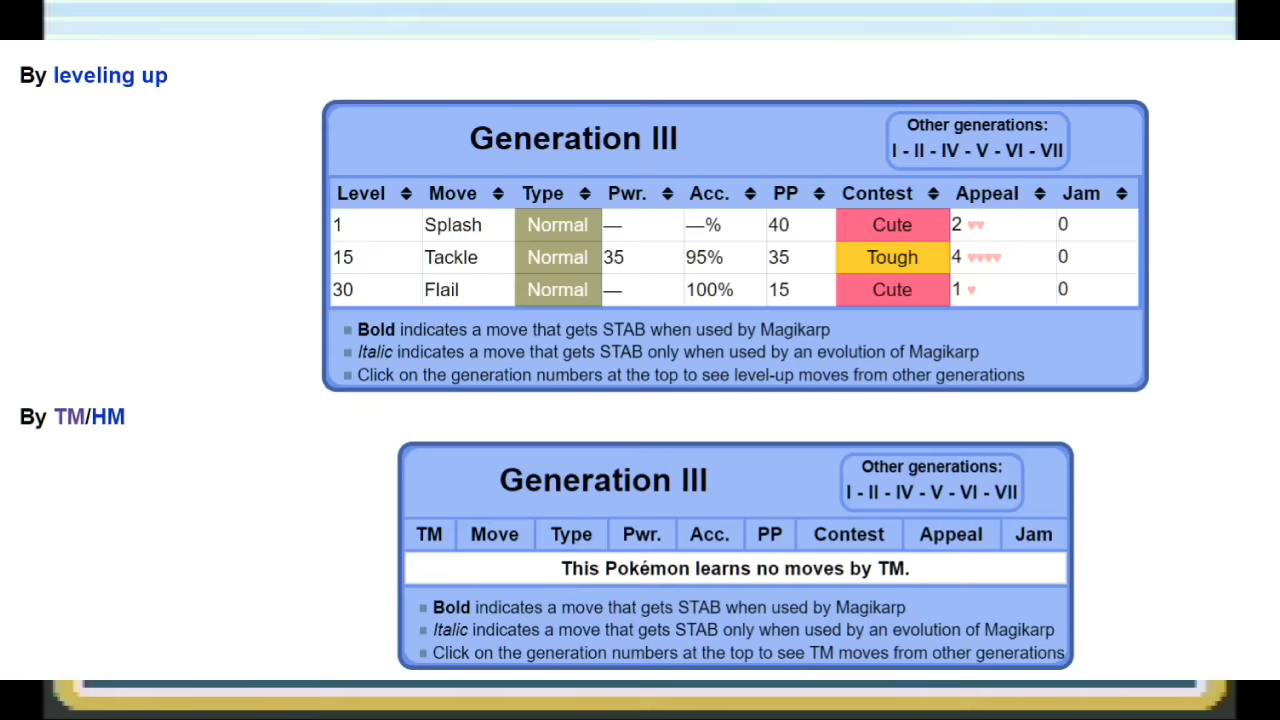 By leveling up
Generation III
Other generations:
I - II - IV - V - VI - VII
Level Move Type Pwr. Acc. PP Contest Appeal Jam
1 Splash Normal — —% 40 Cute 2 ♥♥ 0
15 Tackle Normal 35 95% 35 Tough 4 ♥♥♥♥ 0
30 Flail Normal — 100% 15 Cute 1 ♥ 0
Bold indicates a move that gets STAB when used by Magikarp
Italic indicates a move that gets STAB only when used by an evolution of Magikarp
Click on the generation numbers at the top to see level-up moves from other generations
By TM/HM
Generation III
Other generations:
I - II - IV - V - VI - VII
TM Move Type Pwr. Acc. PP Contest Appeal Jam
This Pokémon learns no moves by TM.
Bold indicates a move that gets STAB when used by Magikarp
Italic indicates a move that gets STAB only when used by an evolution of Magikarp
Click on the generation numbers at the top to see TM moves from other generations